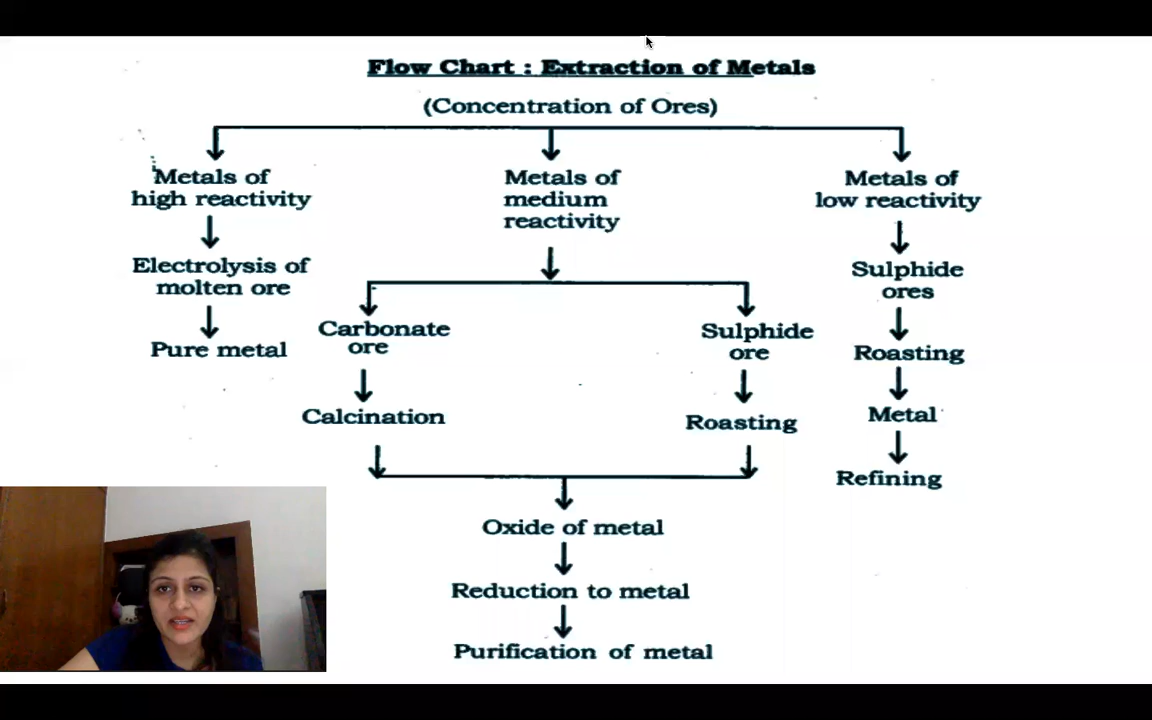 Flow Chart : Extraction of Metals
(Concentration of Ores)
Metals of
high reactivity
Electrolysis of
molten ore
Pure metal
Metals of
medium
reactivity
Carbonate
ore
Calcination
Sulphide
ore
Roasting
Oxide of metal
Reduction to metal
Purification of metal
Metals of
low reactivity
Sulphide
ores
Roasting
Metal
Refining